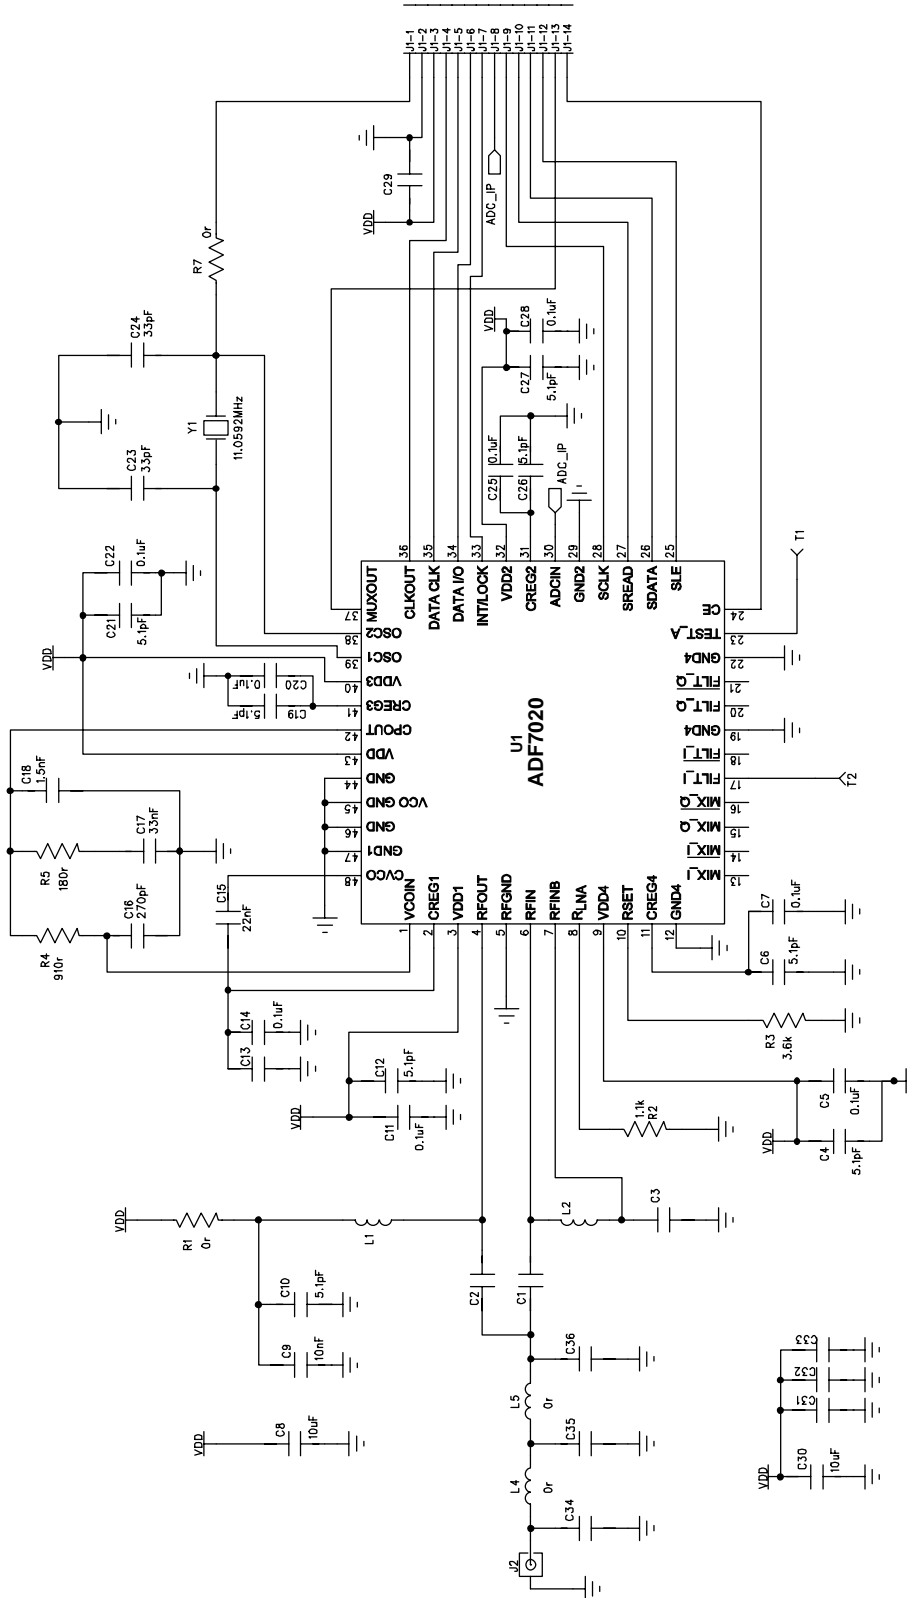 J1-1
J1-2
J1-3
J1-4
J1-5
J1-6
J1-7
J1-8
J1-9
J1-10
J1-11
J1-12
J1-13
J1-14
R7
0r
C29
VDD
ADC_IP
C24
33pF
C23
33pF
Y1
11.0592MHz
VDD
C28
0.1uF
C27
5.1pF
C25
0.1uF
C26
5.1pF
ADC_IP
C22
0.1uF
C21
5.1pF
VDD
0.1uF
C20
5.1pF
C19
C18
1.5nF
R5
180r
C17
33nF
R4
910r
C16
270pF
C15
22nF
C14
0.1uF
C13
U1
ADF7020
36
CLKOUT
35
DATA CLK
34
DATA I/O
33
INT/LOCK
32
VDD2
31
CREG2
30
ADCIN
29
GND2
28
SCLK
27
SREAD
26
SDATA
25
SLE
37
MUXOUT
38
OSC2
39
OSC1
40
VDD3
41
CREG3
42
CPOUT
43
VDD
44
GND
45
VCO GND
46
GND
47
GND1
48
CVCO
24
CE
23
TEST_A
22
GND4
21
FILT_Q
20
FILT_Q
19
GND4
18
FILT_I
17
FILT_I
16
MIX_Q
15
MIX_Q
14
MIX_I
13
MIX_I
VCOIN
1
CREG1
2
VDD1
3
RFOUT
4
RFGND
5
RFIN
6
RFINB
7
RLNA
8
VDD4
9
RSET
10
CREG4
11
GND4
12
T1
T2
C7
0.1uF
C6
5.1pF
R3
3.6k
C5
0.1uF
C4
5.1pF
VDD
1.1k
R2
VDD
C12
5.1pF
C11
0.1uF
VDD
R1
0r
L1
L2
C3
C10
5.1pF
C9
10nF
C2
C1
VDD
C8
10uF
C36
L5
0r
C35
L4
0r
C34
J2
VDD
C30
10uF
C31
C32
C33